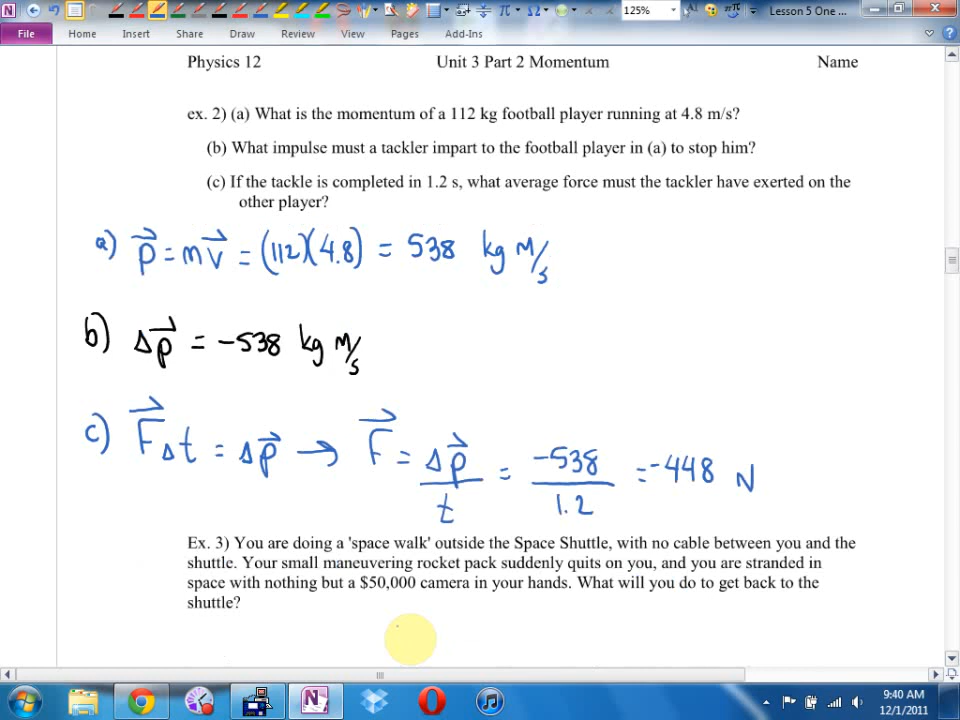 125%
Lesson 5 One ...
File Home Insert Share Draw Review View Pages Add-Ins
Physics 12 Unit 3 Part 2 Momentum Name
ex. 2) (a) What is the momentum of a 112 kg football player running at 4.8 m/s?
(b) What impulse must a tackler impart to the football player in (a) to stop him?
(c) If the tackle is completed in 1.2 s, what average force must the tackler have exerted on the
other player?
a) p⃗ = mv⃗ = (112)(4.8) = 538 kg m/s
b) Δp⃗ = -538 kg m/s
c) F⃗Δt = Δp⃗ → F⃗ = Δp⃗/t = -538/1.2 = -448 N
Ex. 3) You are doing a 'space walk' outside the Space Shuttle, with no cable between you and the
shuttle. Your small maneuvering rocket pack suddenly quits on you, and you are stranded in
space with nothing but a $50,000 camera in your hands. What will you do to get back to the
shuttle?
9:40 AM
12/1/2011